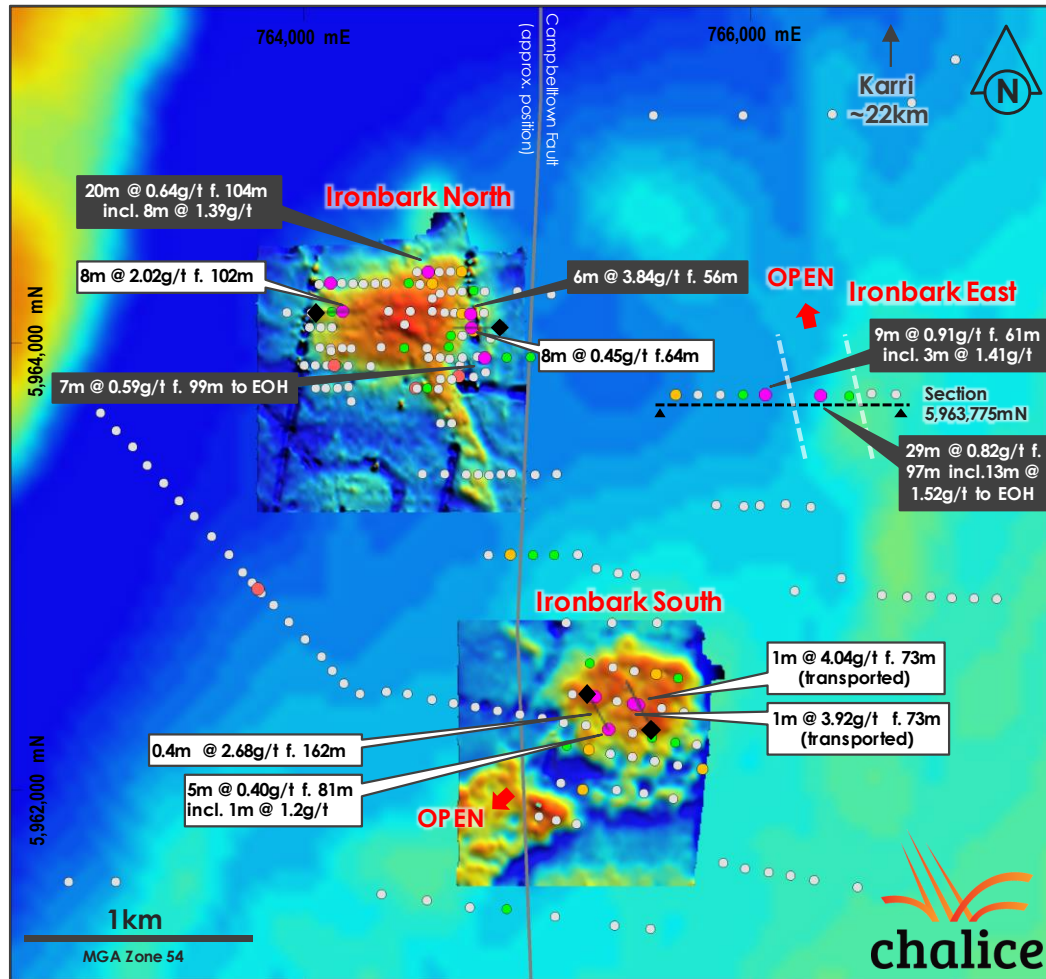 764,000 mE
766,000 mE
Campbelltown Fault
(approx. position)
Karri
~22km
N
20m @ 0.64g/t f. 104m
incl. 8m @ 1.39g/t
Ironbark North
8m @ 2.02g/t f. 102m
6m @ 3.84g/t f. 56m
OPEN
Ironbark East
5,964,000 mN
9m @ 0.91g/t f. 61m
incl. 3m @ 1.41g/t
8m @ 0.45g/t f.64m
7m @ 0.59g/t f. 99m to EOH
Section
5,963,775mN
29m @ 0.82g/t f.
97m incl.13m @
1.52g/t to EOH
Ironbark South
1m @ 4.04g/t f. 73m
(transported)
1m @ 3.92g/t f. 73m
(transported)
0.4m @ 2.68g/t f. 162m
5m @ 0.40g/t f. 81m
incl. 1m @ 1.2g/t
OPEN
5,962,000 mN
1km
MGA Zone 54
chalice